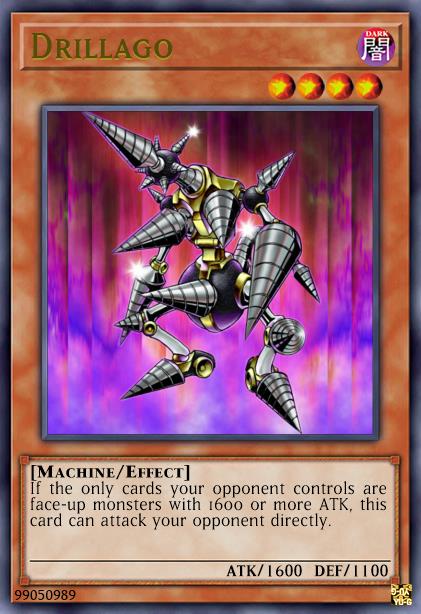 Drillago
DARK
闇
[Machine/Effect]
If the only cards your opponent controls are
face-up monsters with 1600 or more ATK, this
card can attack your opponent directly.
ATK/1600 DEF/1100
99050989